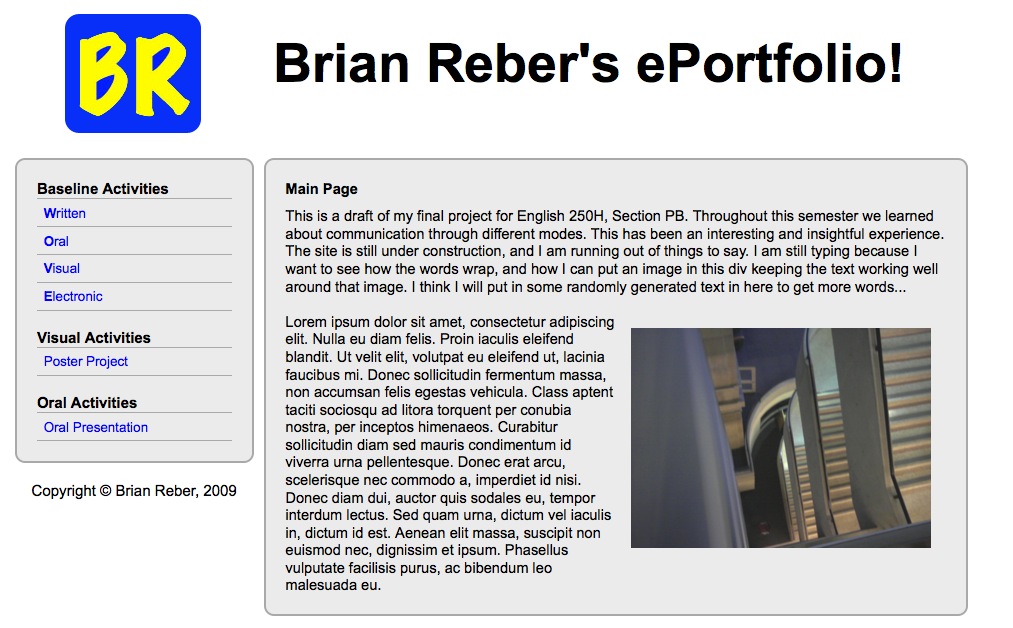 BR
Brian Reber's ePortfolio!
Baseline Activities
Written
Oral
Visual
Electronic
Visual Activities
Poster Project
Oral Activities
Oral Presentation
Copyright © Brian Reber, 2009
Main Page
This is a draft of my final project for English 250H, Section PB. Throughout this semester we learned
about communication through different modes. This has been an interesting and insightful experience.
The site is still under construction, and I am running out of things to say. I am still typing because I
want to see how the words wrap, and how I can put an image in this div keeping the text working well
around that image. I think I will put in some randomly generated text in here to get more words...
Lorem ipsum dolor sit amet, consectetur adipiscing
elit. Nulla eu diam felis. Proin iaculis eleifend
blandit. Ut velit elit, volutpat eu eleifend ut, lacinia
faucibus mi. Donec sollicitudin fermentum massa,
non accumsan felis egestas vehicula. Class aptent
taciti sociosqu ad litora torquent per conubia
nostra, per inceptos himenaeos. Curabitur
sollicitudin diam sed mauris condimentum id
viverra urna pellentesque. Donec erat arcu,
scelerisque nec commodo a, imperdiet id nisi.
Donec diam dui, auctor quis sodales eu, tempor
interdum lectus. Sed quam urna, dictum vel iaculis
in, dictum id est. Aenean elit massa, suscipit non
euismod nec, dignissim et ipsum. Phasellus
vulputate facilisis purus, ac bibendum leo
malesuada eu.